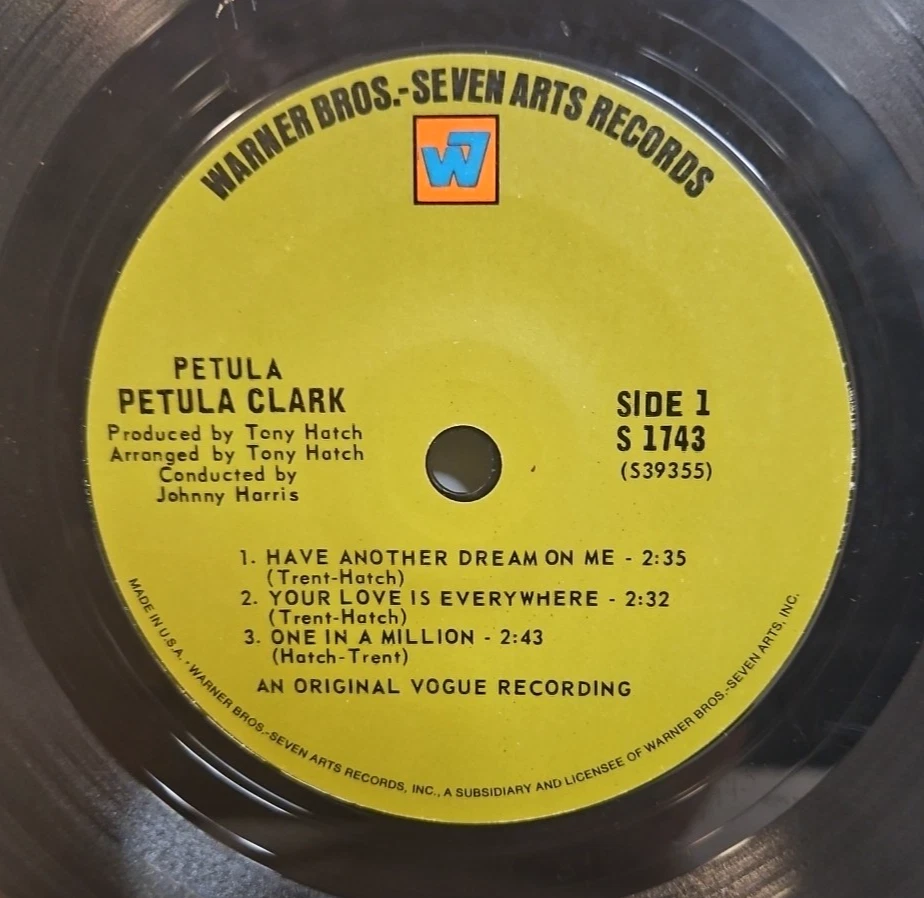 WARNER BROS.-SEVEN ARTS RECORDS
W7
PETULA
PETULA CLARK
Produced by Tony Hatch
Arranged by Tony Hatch
Conducted by
Johnny Harris
SIDE 1
S 1743
(S39355)
1. HAVE ANOTHER DREAM ON ME - 2:35
(Trent-Hatch)
2. YOUR LOVE IS EVERYWHERE - 2:32
(Trent-Hatch)
3. ONE IN A MILLION - 2:43
(Hatch-Trent)
AN ORIGINAL VOGUE RECORDING
MADE IN U.S.A. · WARNER BROS.-SEVEN ARTS RECORDS, INC., A SUBSIDIARY AND LICENSEE OF WARNER BROS.-SEVEN ARTS, INC.